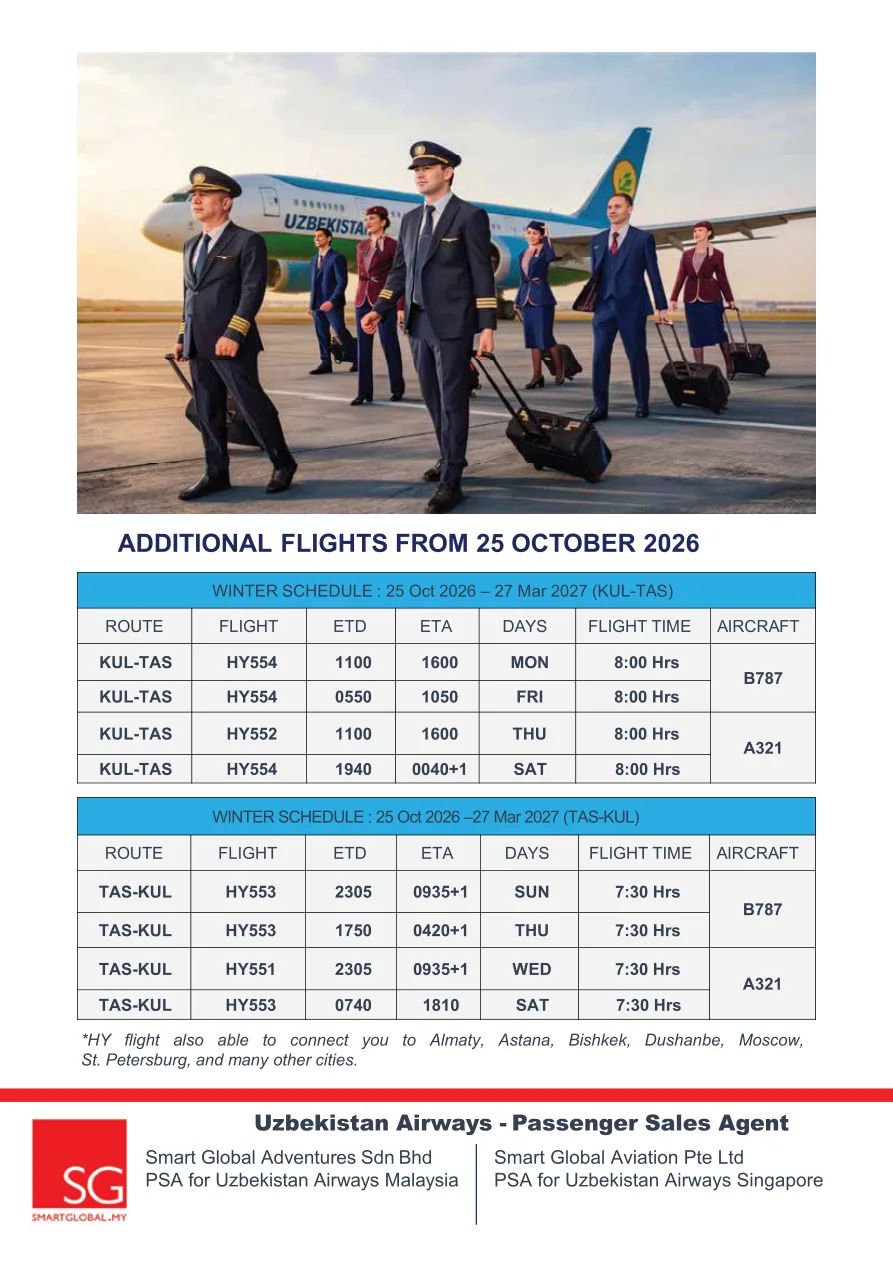 UZBEKISTAN
ADDITIONAL FLIGHTS FROM 25 OCTOBER 2026
WINTER SCHEDULE : 25 Oct 2026 – 27 Mar 2027 (KUL-TAS)
ROUTE FLIGHT ETD ETA DAYS FLIGHT TIME AIRCRAFT
KUL-TAS HY554 1100 1600 MON 8:00 Hrs
B787
KUL-TAS HY554 0550 1050 FRI 8:00 Hrs
KUL-TAS HY552 1100 1600 THU 8:00 Hrs
A321
KUL-TAS HY554 1940 0040+1 SAT 8:00 Hrs
WINTER SCHEDULE : 25 Oct 2026 –27 Mar 2027 (TAS-KUL)
ROUTE FLIGHT ETD ETA DAYS FLIGHT TIME AIRCRAFT
TAS-KUL HY553 2305 0935+1 SUN 7:30 Hrs
B787
TAS-KUL HY553 1750 0420+1 THU 7:30 Hrs
TAS-KUL HY551 2305 0935+1 WED 7:30 Hrs
A321
TAS-KUL HY553 0740 1810 SAT 7:30 Hrs
*HY flight also able to connect you to Almaty, Astana, Bishkek, Dushanbe, Moscow,
St. Petersburg, and many other cities.
Uzbekistan Airways - Passenger Sales Agent
SG
SMARTGLOBAL.MY
Smart Global Adventures Sdn Bhd
PSA for Uzbekistan Airways Malaysia
Smart Global Aviation Pte Ltd
PSA for Uzbekistan Airways Singapore